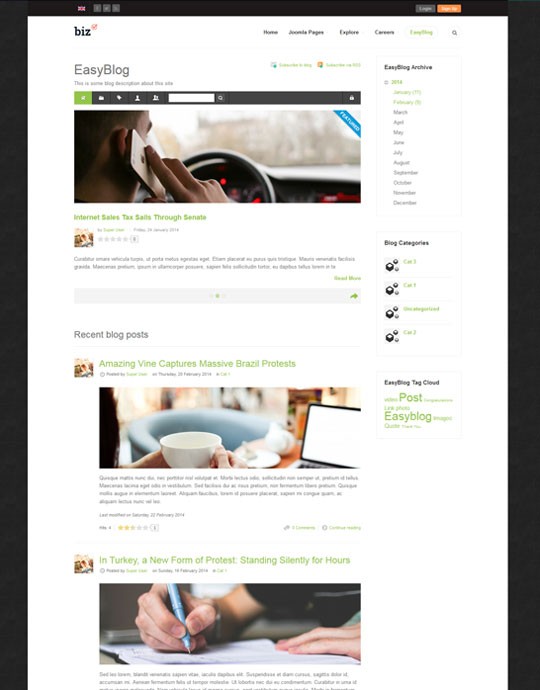 Login
Sign Up
biz
Home
Joomla Pages
Explore
Careers
EasyBlog
EasyBlog
This is some blog description about this site
Subscribe to blog
Subscribe via RSS
FEATURED
Internet Sales Tax Sails Through Senate
by Super User
Friday, 24 January 2014
0
Curabitur ornare vehicula turpis, ut porta metus egestas eget. Etiam placerat eu purus quis tristique. Mauris venenatis facilisis
gravida. Maecenas pretium, ipsum in ullamcorper posuere, sapien felis sollicitudin tortor, eu dapibus tellus lorem in te
Read More
Recent blog posts
Amazing Vine Captures Massive Brazil Protests
Posted by Super User
on Thursday, 20 February 2014
in Cat 1
Quisque mattis nunc dui, nec porttitor nisl volutpat et. Morbi lectus odio, sollicitudin non semper ut, pretium id tellus.
Maecenas lacinia eget odio in vestibulum. Sed facilisis dui ac risus pretium, non fermentum libero pretium. Quisque
mollis augue in elementum laoreet. Aliquam faucibus, lorem id posuere placerat, sapien mi congue quam, ac
aliquam lectus nunc vel leo.
Last modified on Saturday, 22 February 2014
Hits: 4
0 Comments
Continue reading
In Turkey, a New Form of Protest: Standing Silently for Hours
Posted by Super User
on Sunday, 16 February 2014
in Cat 1
Sed leo lorem, blandit venenatis sapien vitae, aliquam dapibus elit. Suspendisse et diam cursus, sagittis dolor id,
accumsan mi. Aenean fermentum felis ut tempor molestie. Ut lobortis nec dui eu condimentum. Curabitur in urna id
EasyBlog Archive
2014
January (11)
February (5)
March
April
May
June
July
August
September
October
November
December
Blog Categories
Cat 3
Cat 1
Uncategorized
Cat 2
EasyBlog Tag Cloud
video Post
Link photo
Easyblog Image
Quote